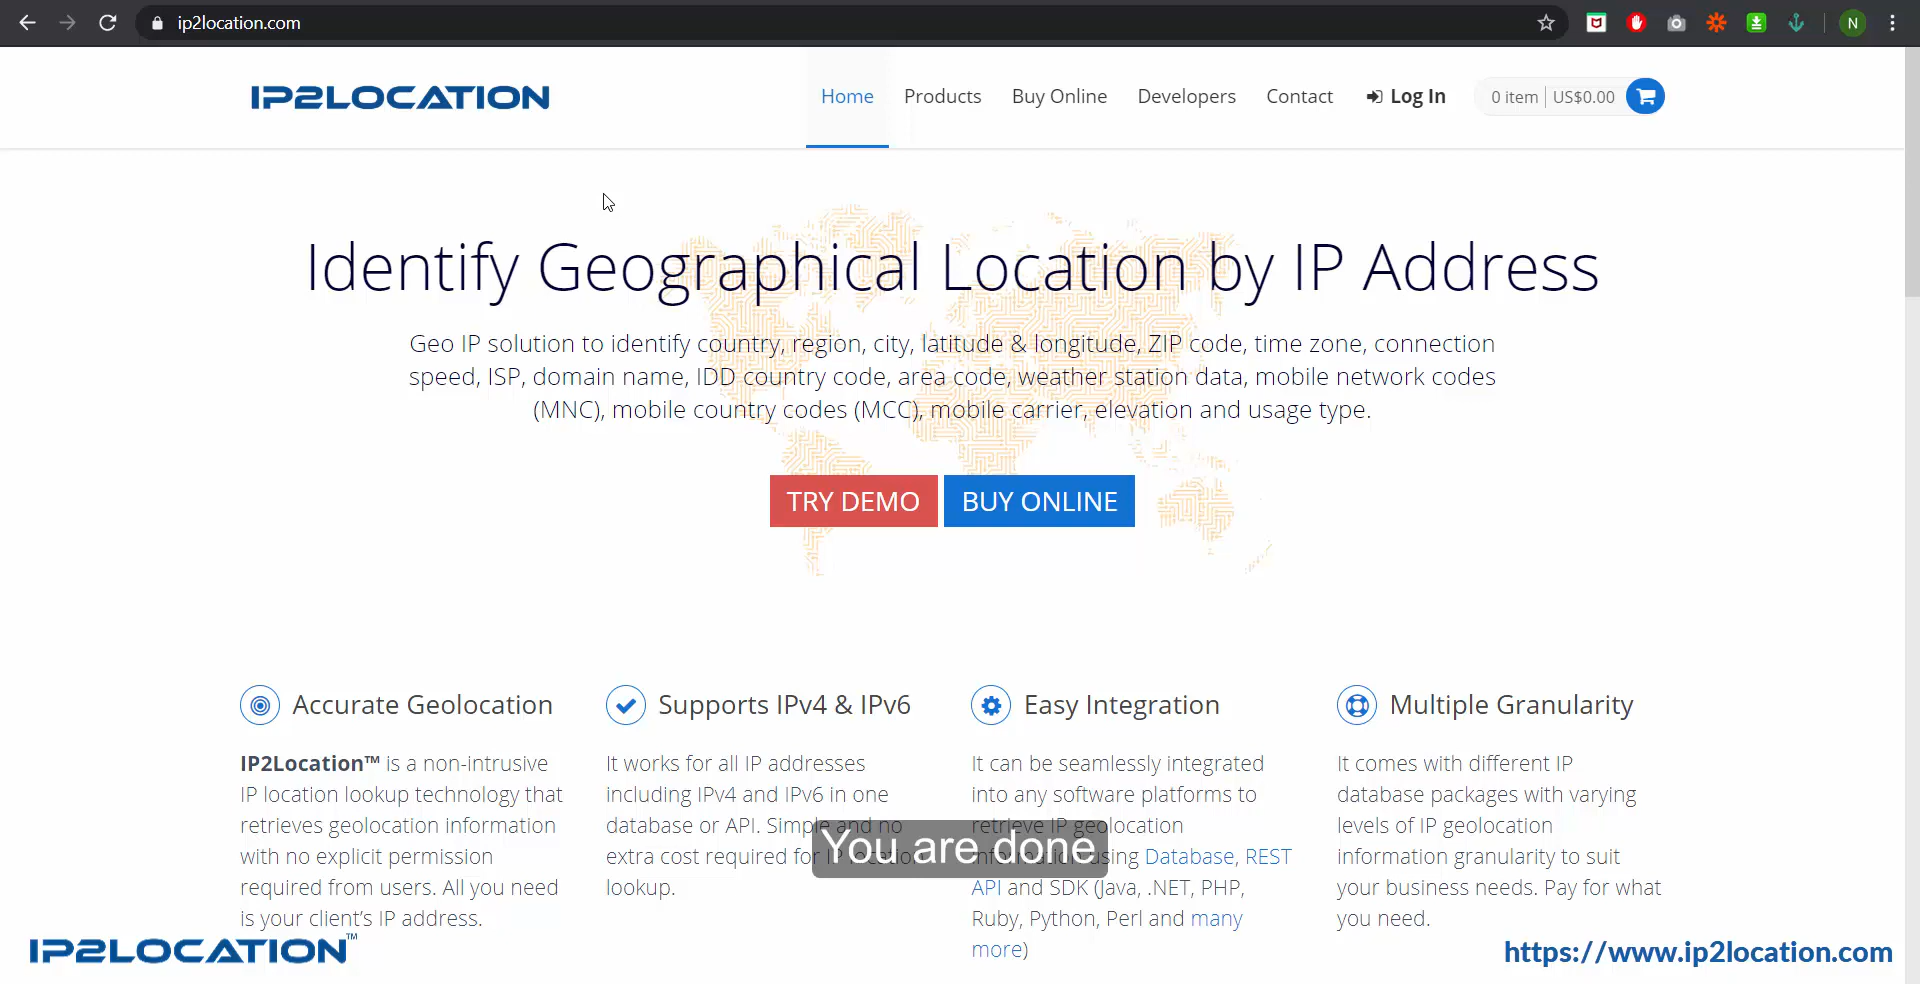 ip2location.com
N
IP2LOCATION
Home
Products
Buy Online
Developers
Contact
Log In
0 item
US$0.00
Identify Geographical Location by IP Address
Geo IP solution to identify country, region, city, latitude & longitude, ZIP code, time zone, connection
speed, ISP, domain name, IDD country code, area code, weather station data, mobile network codes
(MNC), mobile country codes (MCC), mobile carrier, elevation and usage type.
TRY DEMO
BUY ONLINE
Accurate Geolocation
IP2Location™ is a non-intrusive
IP location lookup technology that
retrieves geolocation information
with no explicit permission
required from users. All you need
is your client’s IP address.
Supports IPv4 & IPv6
It works for all IP addresses
including IPv4 and IPv6 in one
database or API. Simple and no
extra cost required for IP location
lookup.
Easy Integration
It can be seamlessly integrated
into any software platforms to
retrieve IP geolocation
information using Database, REST
API and SDK (Java, .NET, PHP,
Ruby, Python, Perl and many
more)
Multiple Granularity
It comes with different IP
database packages with varying
levels of IP geolocation
information granularity to suit
your business needs. Pay for what
you need.
You are done
IP2LOCATION™
https://www.ip2location.com